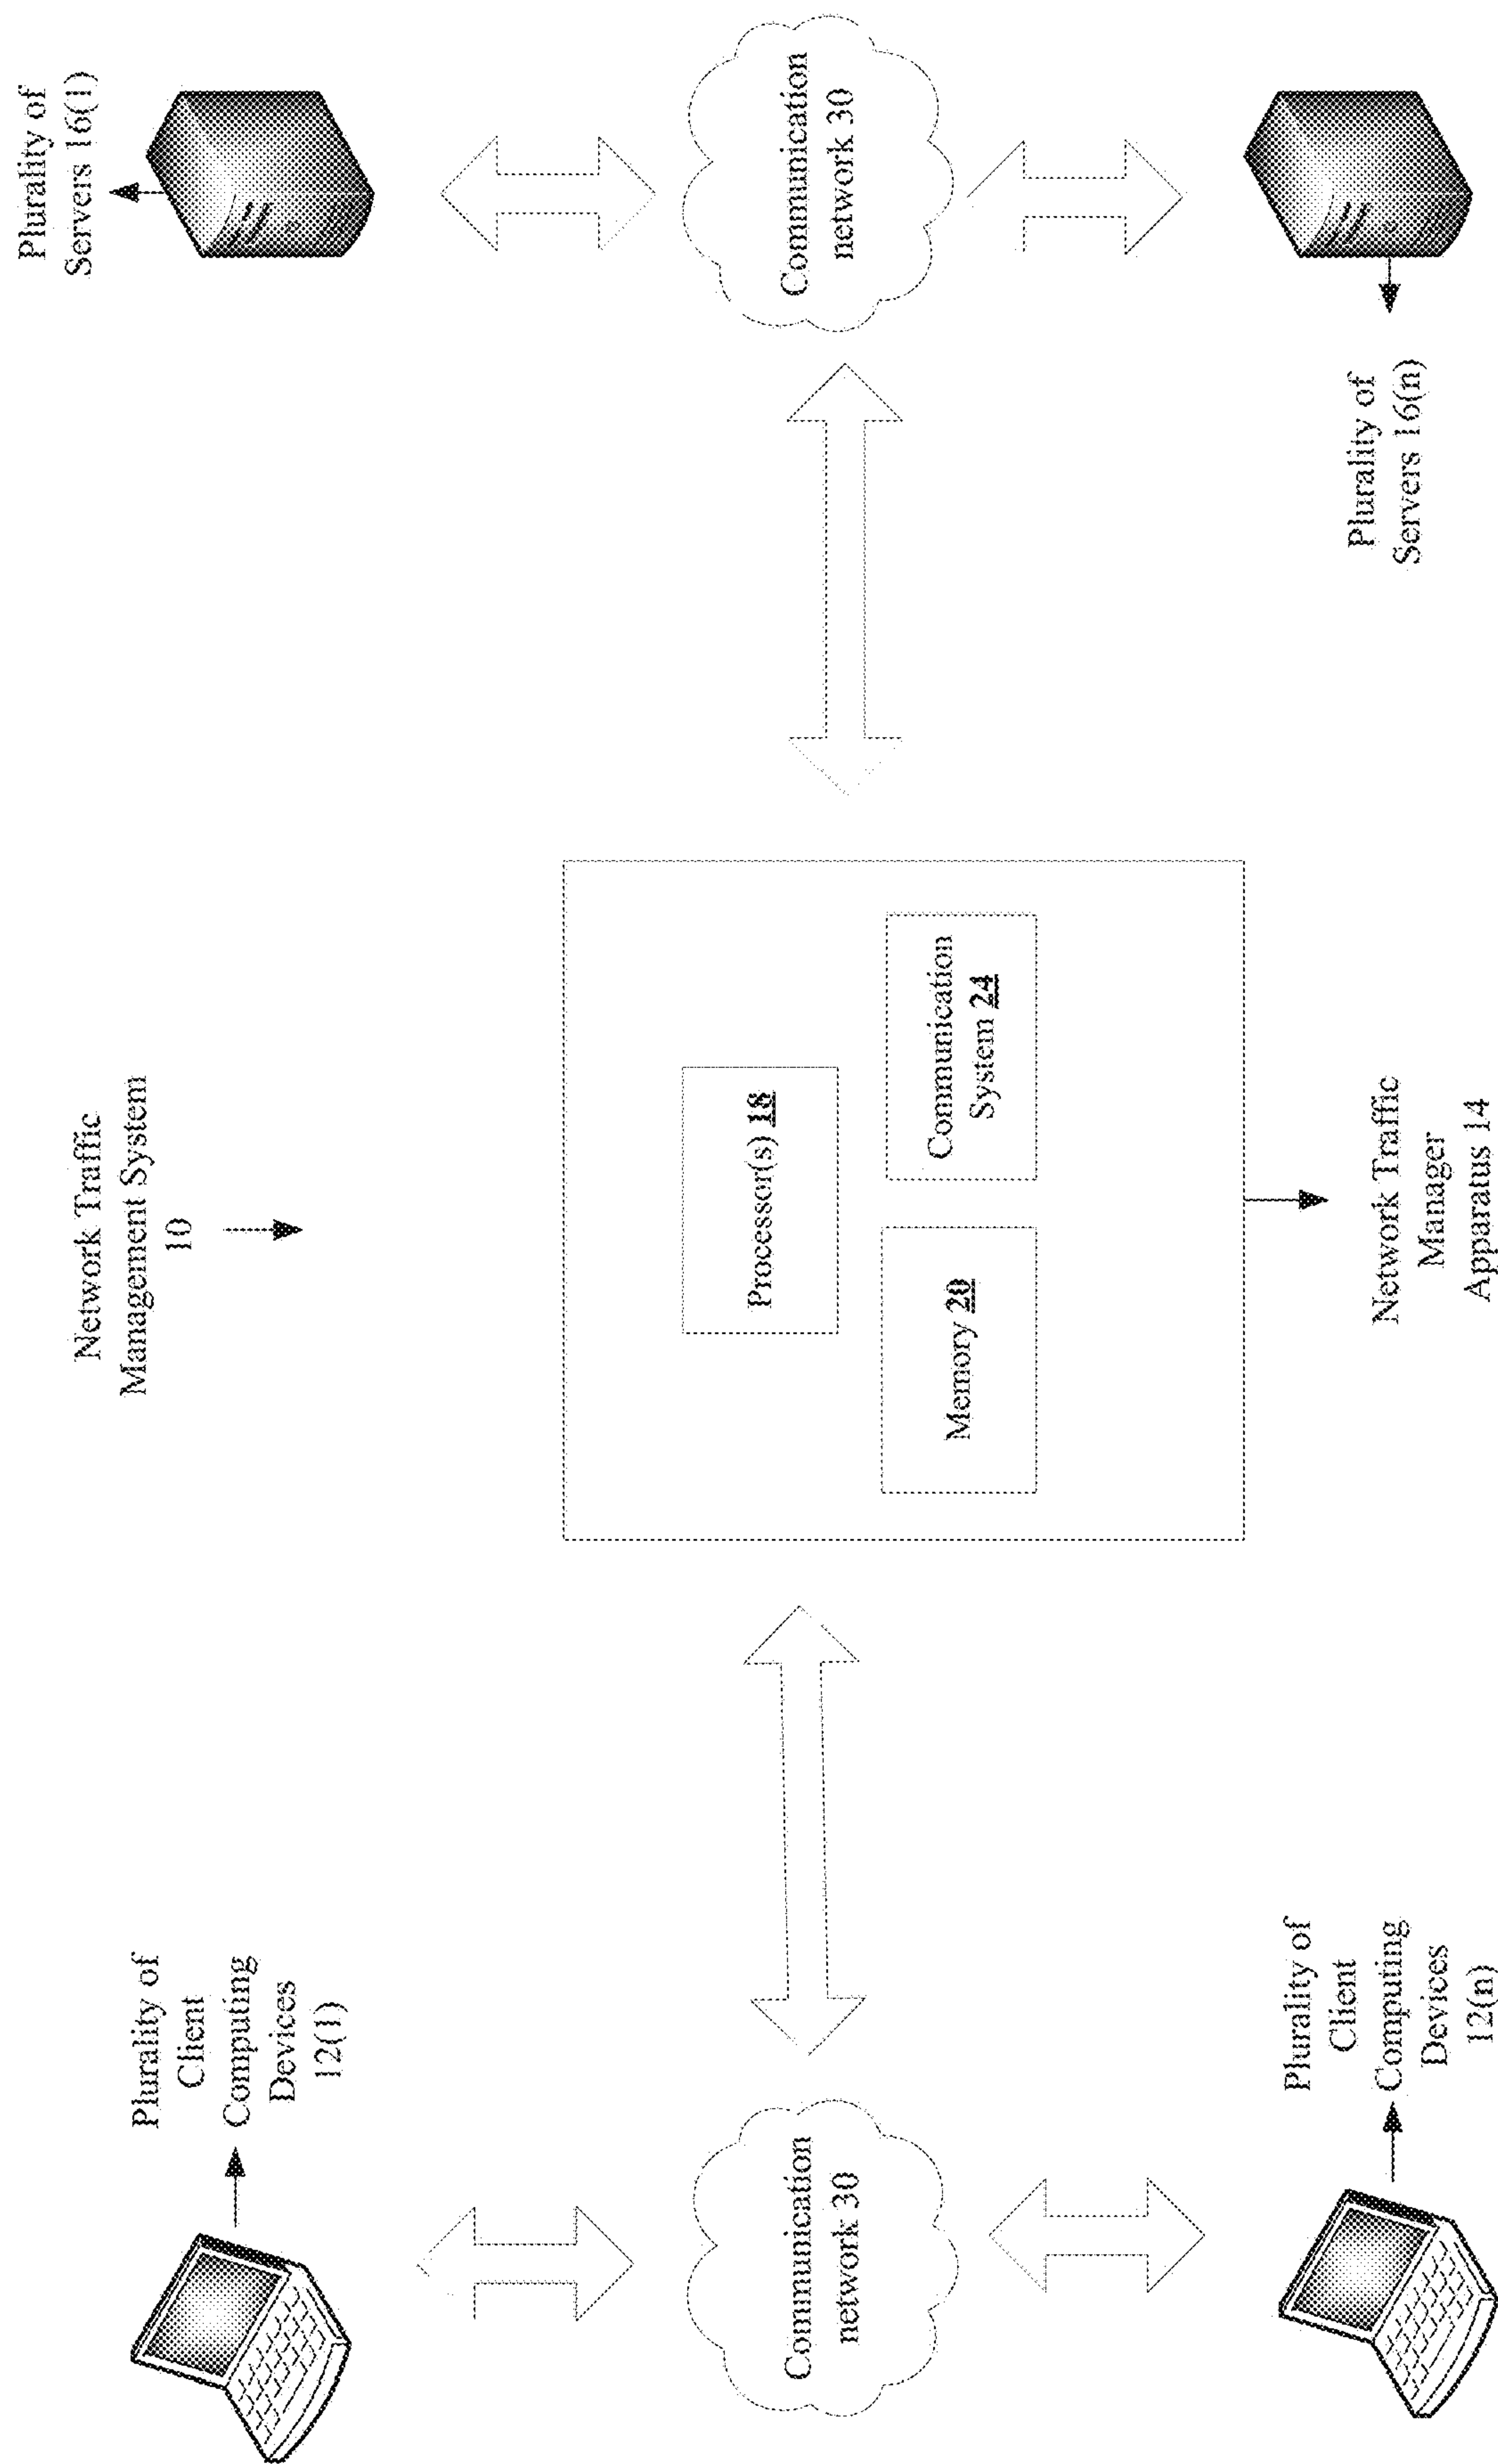 Network Traffic
Management System
10
Plurality of
Client
Computing
Devices
12(1)
Plurality of
Servers 16(1)
Communication
network 30
Processor(s) 18
Memory 20
Communication
System 24
Communication
network 30
Plurality of
Client
Computing
Devices
12(n)
Network Traffic
Manager
Apparatus 14
Plurality of
Servers 16(n)